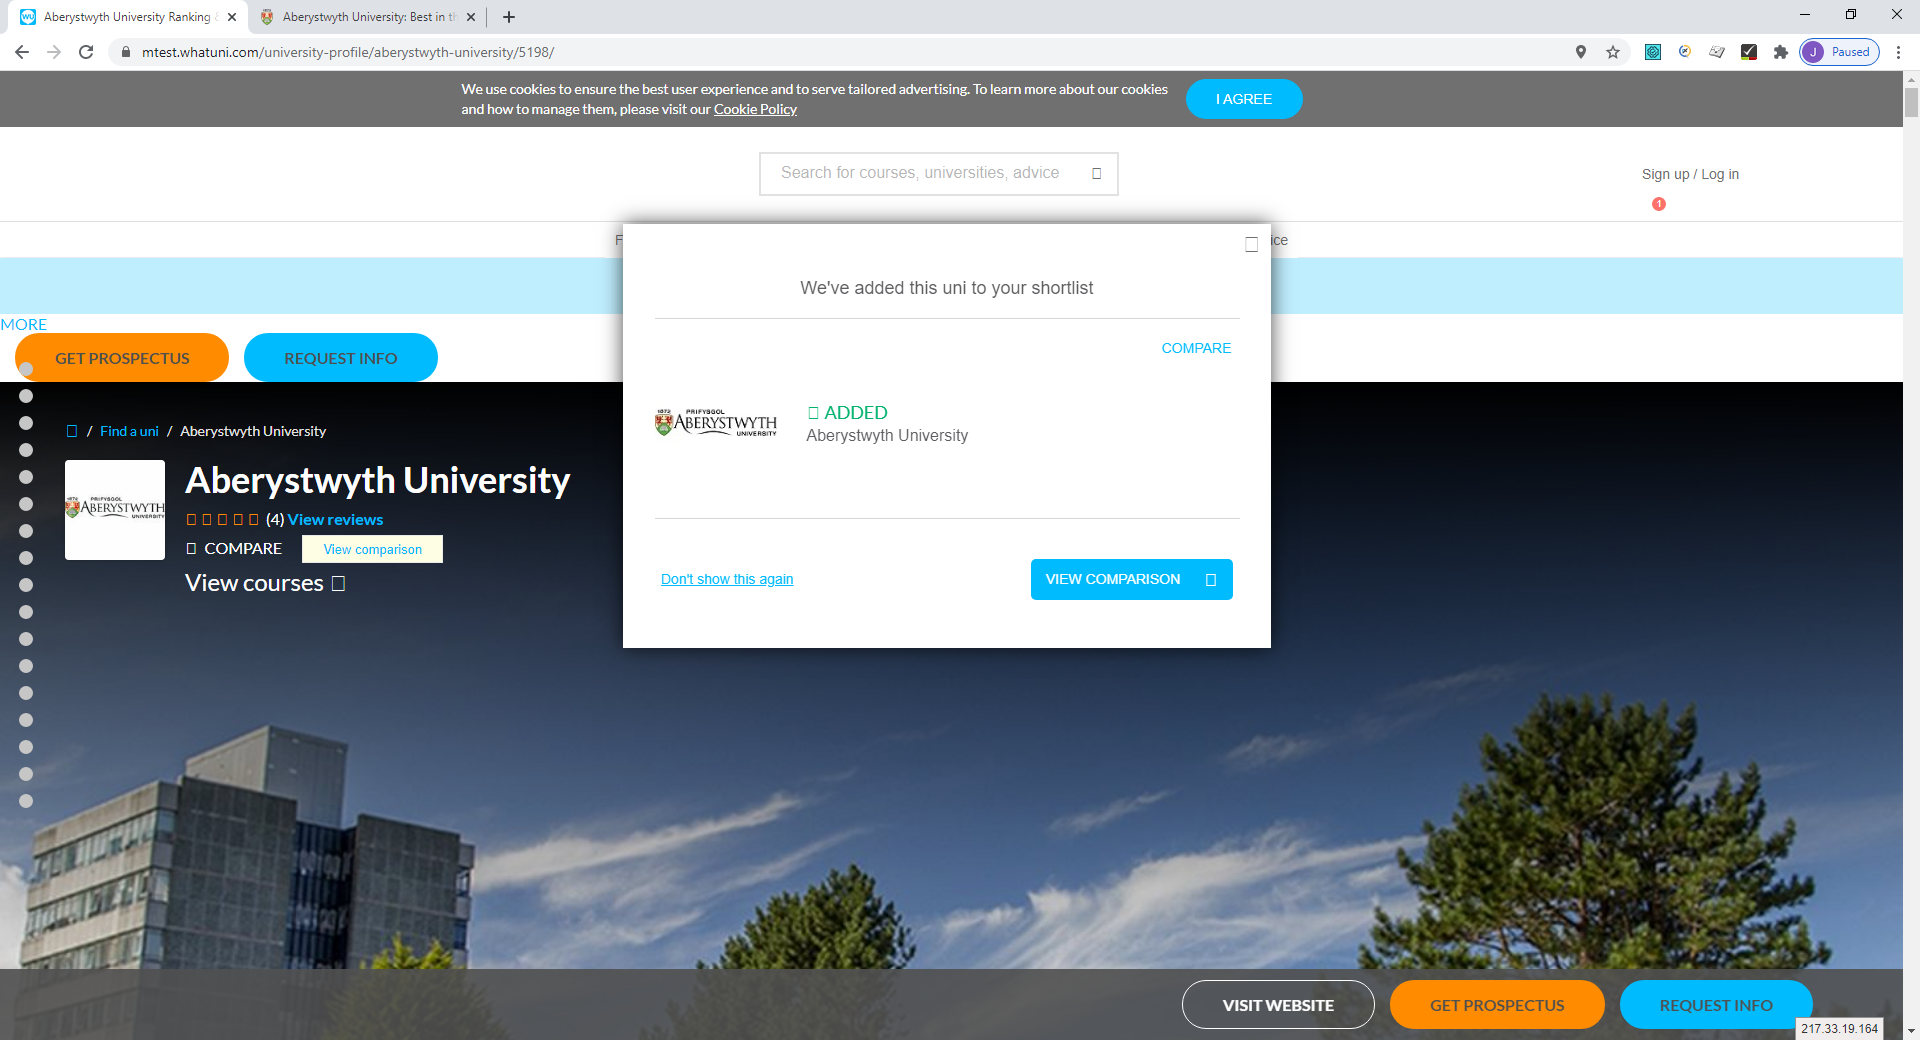 Aberystwyth University Ranking
Aberystwyth University: Best in th
mtest.whatuni.com/university-profile/aberystwyth-university/5198/
J Paused
We use cookies to ensure the best user experience and to serve tailored advertising. To learn more about our cookies
and how to manage them, please visit our Cookie Policy
I AGREE
Search for courses, universities, advice
Sign up / Log in
1
F
ice
We've added this uni to your shortlist
MORE
GET PROSPECTUS
REQUEST INFO
COMPARE
ADDED
Aberystwyth University
1872 PRIFYSGOL
ABERYSTWYTH
UNIVERSITY
/ Find a uni / Aberystwyth University
1872 PRIFYSGOL
ABERYSTWYTH
UNIVERSITY
Aberystwyth University
(4) View reviews
COMPARE
View comparison
View courses
Don't show this again
VIEW COMPARISON
VISIT WEBSITE
GET PROSPECTUS
REQUEST INFO
217.33.19.164